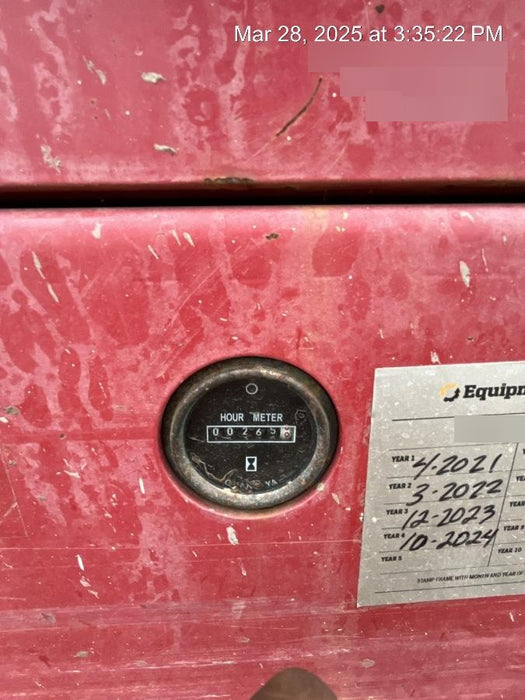 Mar 28, 2025 at 3:35:22 PM
HOUR METER
00265
Equipm
YEAR 1 4-2021
YEAR 2 3-2022
YEAR 3 12-2023
YEAR 4 10-2024
YEAR 5
YEAR 9
YEAR 10
STAMP FRAME WITH MONTH AND YEAR OF